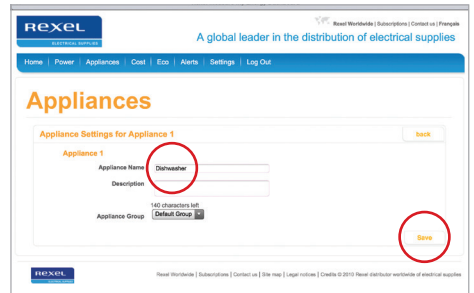 REXEL
ELECTRICAL SUPPLIES
Rexel Worldwide | Subscriptions | Contact us | Français
A global leader in the distribution of electrical supplies
Home | Power | Appliances | Cost | Eco | Alerts | Settings | Log Out
Appliances
Appliance Settings for Appliance 1
back
Appliance 1
Appliance Name Dishwasher
Description
140 characters left
Appliance Group Default Group
Save
REXEL
ELECTRICAL SUPPLIES
Rexel Worldwide | Subscriptions | Contact us | Site map | Legal notices | Credits © 2010 Rexel distributor worldwide of electrical supplies